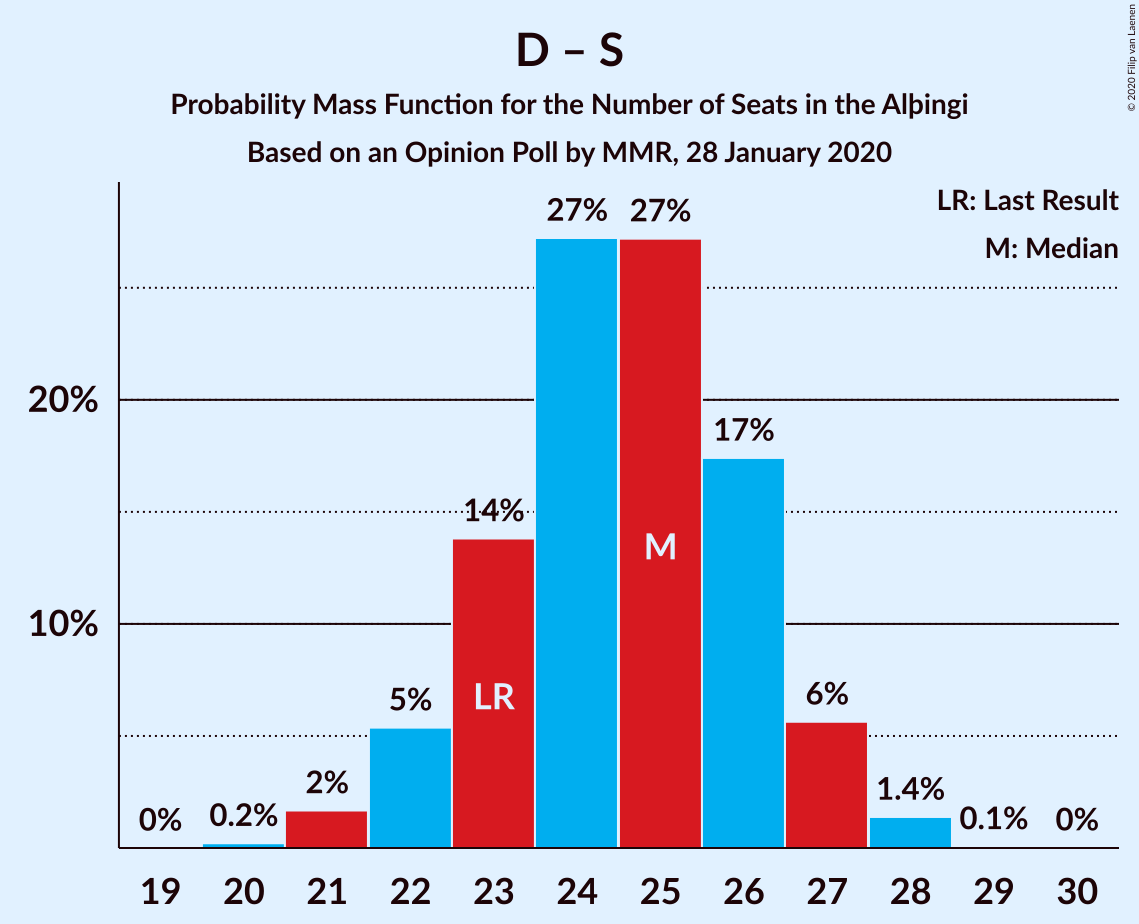 D – S
Probability Mass Function for the Number of Seats in the Alþingi
Based on an Opinion Poll by MMR, 28 January 2020
© 2020 Filip van Laenen
LR: Last Result
M: Median
27% 27%
20%
17%
14%
M
10%
6%
5%
LR
2%
1.4%
0% 0.2% 0.1% 0%
19 20 21 22 23 24 25 26 27 28 29 30